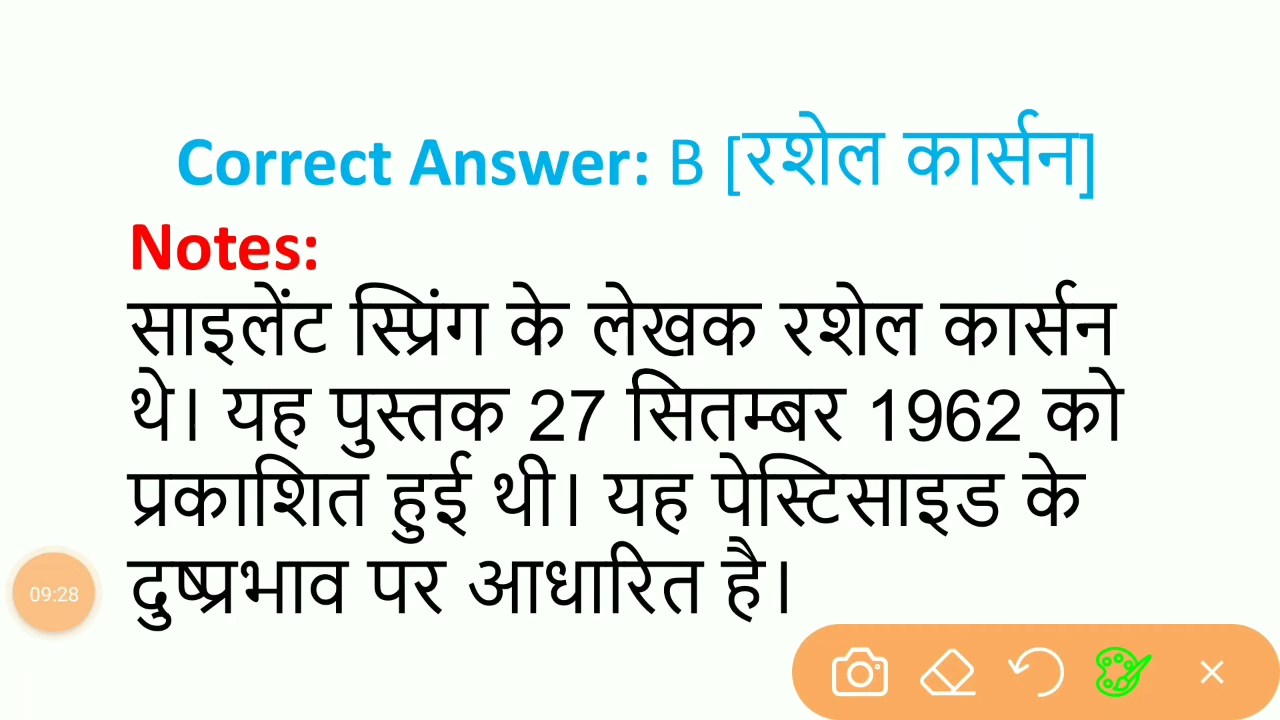 Correct Answer: B [रशेल कार्सन]
Notes:
साइलेंट स्प्रिंग के लेखक रशेल कार्सन
थे। यह पुस्तक 27 सितम्बर 1962 को
प्रकाशित हुई थी। यह पेस्टिसाइड के
दुष्प्रभाव पर आधारित है।
09:28